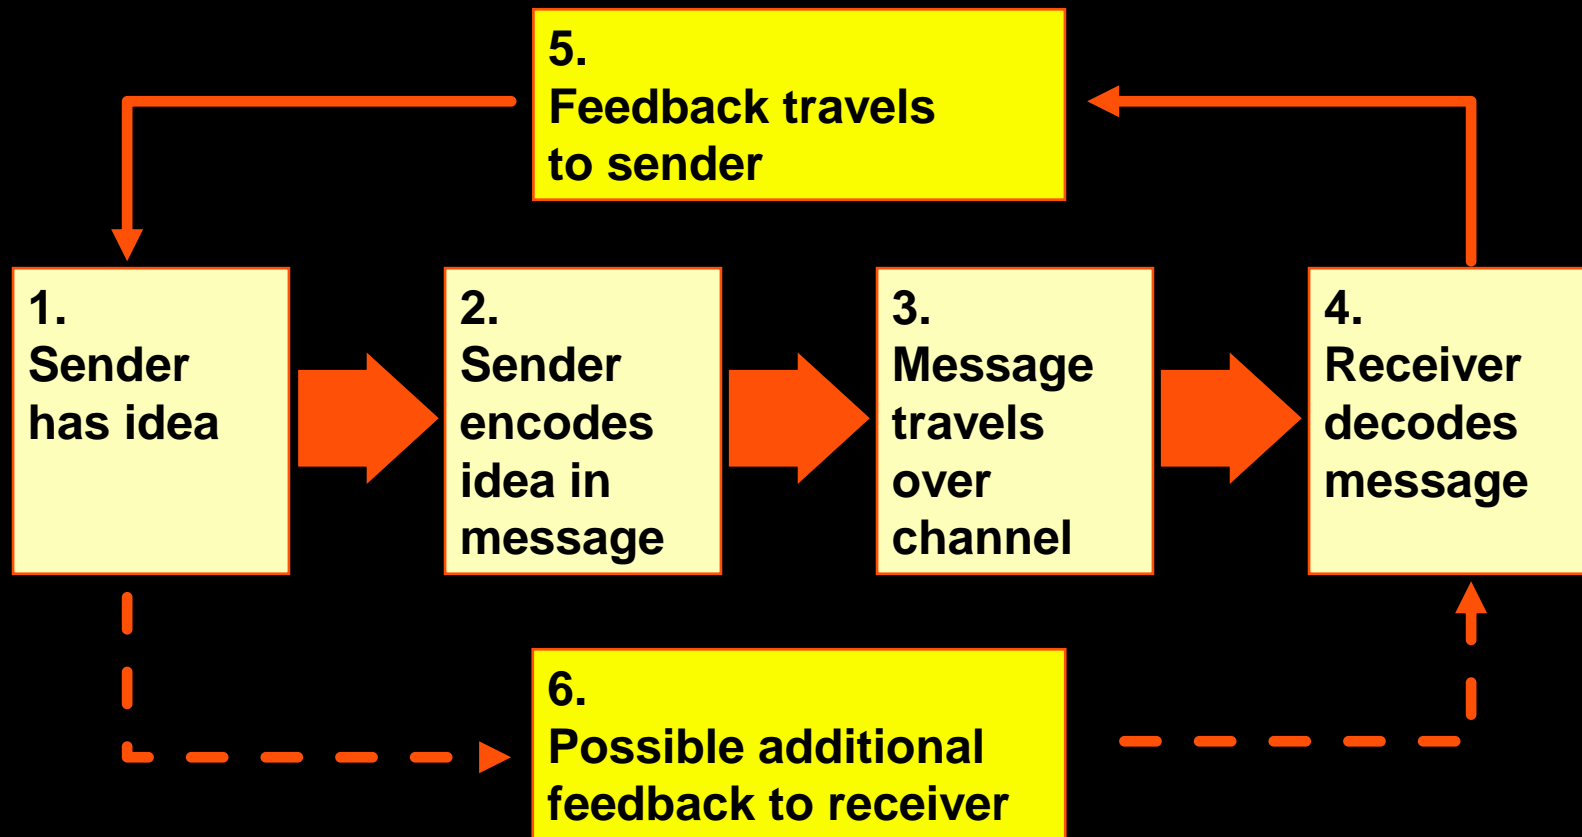 5.
Feedback travels
to sender
1.
Sender
has idea
2.
Sender
encodes
idea in
message
3.
Message
travels
over
channel
4.
Receiver
decodes
message
6.
Possible additional
feedback to receiver